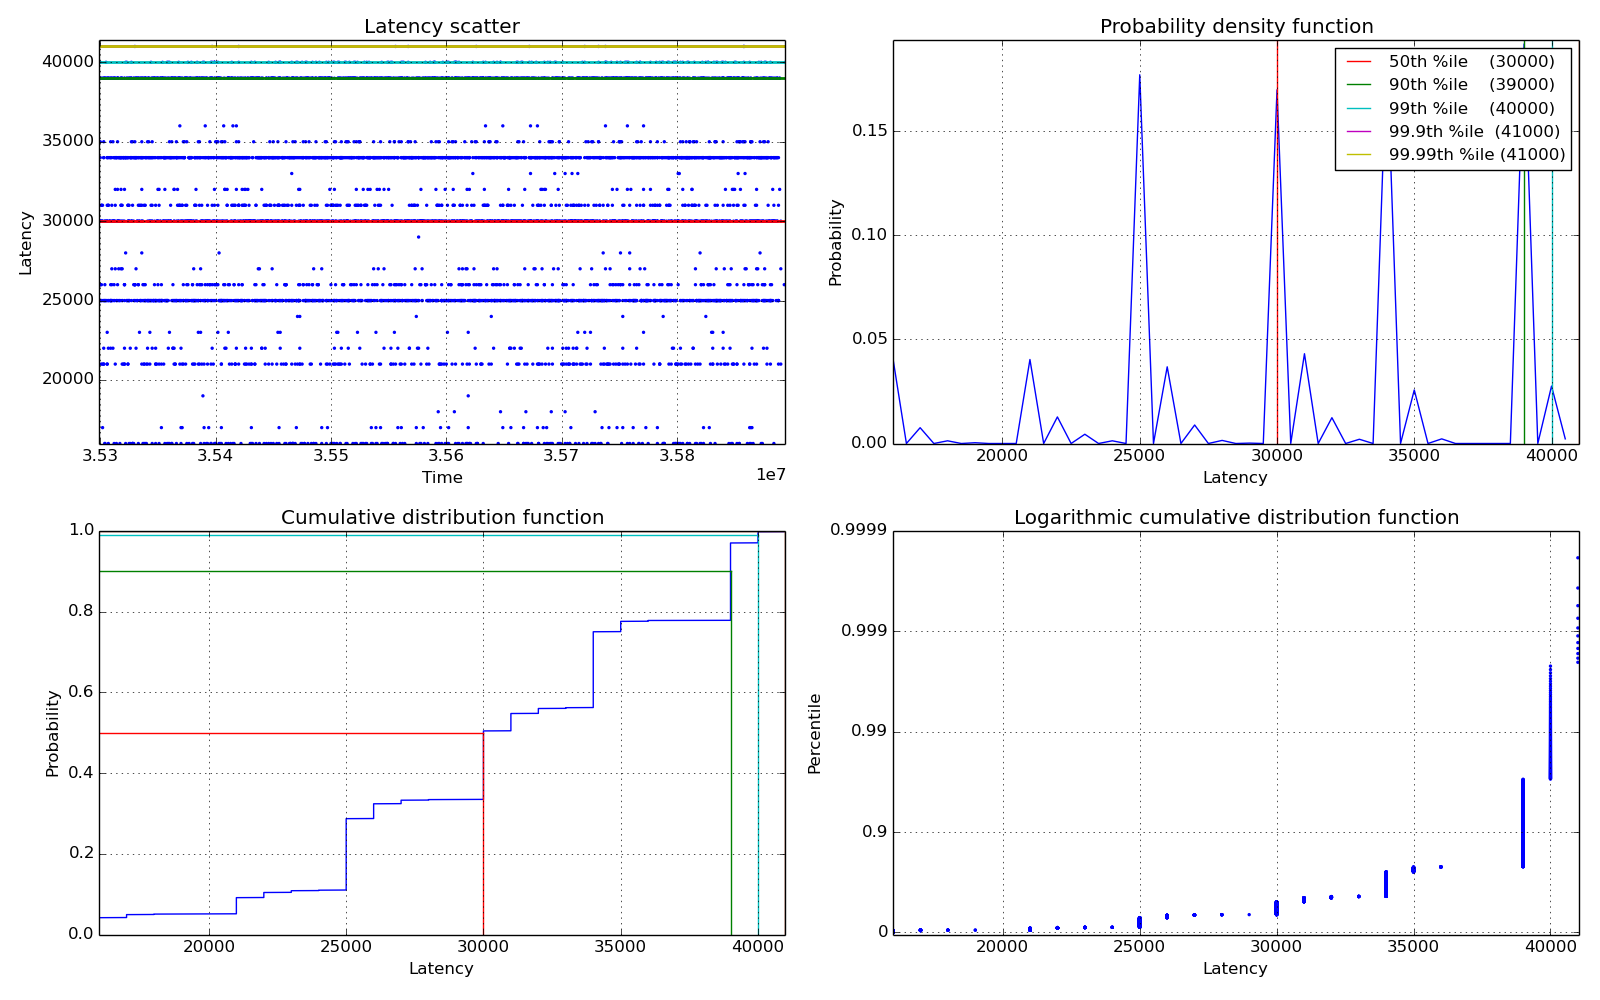 Latency scatter
40000
35000
30000
25000
20000
Latency
3.53 3.54 3.55 3.56 3.57 3.58
1e7
Time
Probability density function
50th %ile (30000)
90th %ile (39000)
99th %ile (40000)
99.9th %ile (41000)
99.99th %ile (41000)
0.15
0.10
0.05
0.00
Probability
20000 25000 30000 35000 40000
Latency
Cumulative distribution function
1.0
0.8
0.6
0.4
0.2
0.0
Probability
20000 25000 30000 35000 40000
Latency
Logarithmic cumulative distribution function
0.9999
0.999
0.99
0.9
0
Percentile
20000 25000 30000 35000 40000
Latency